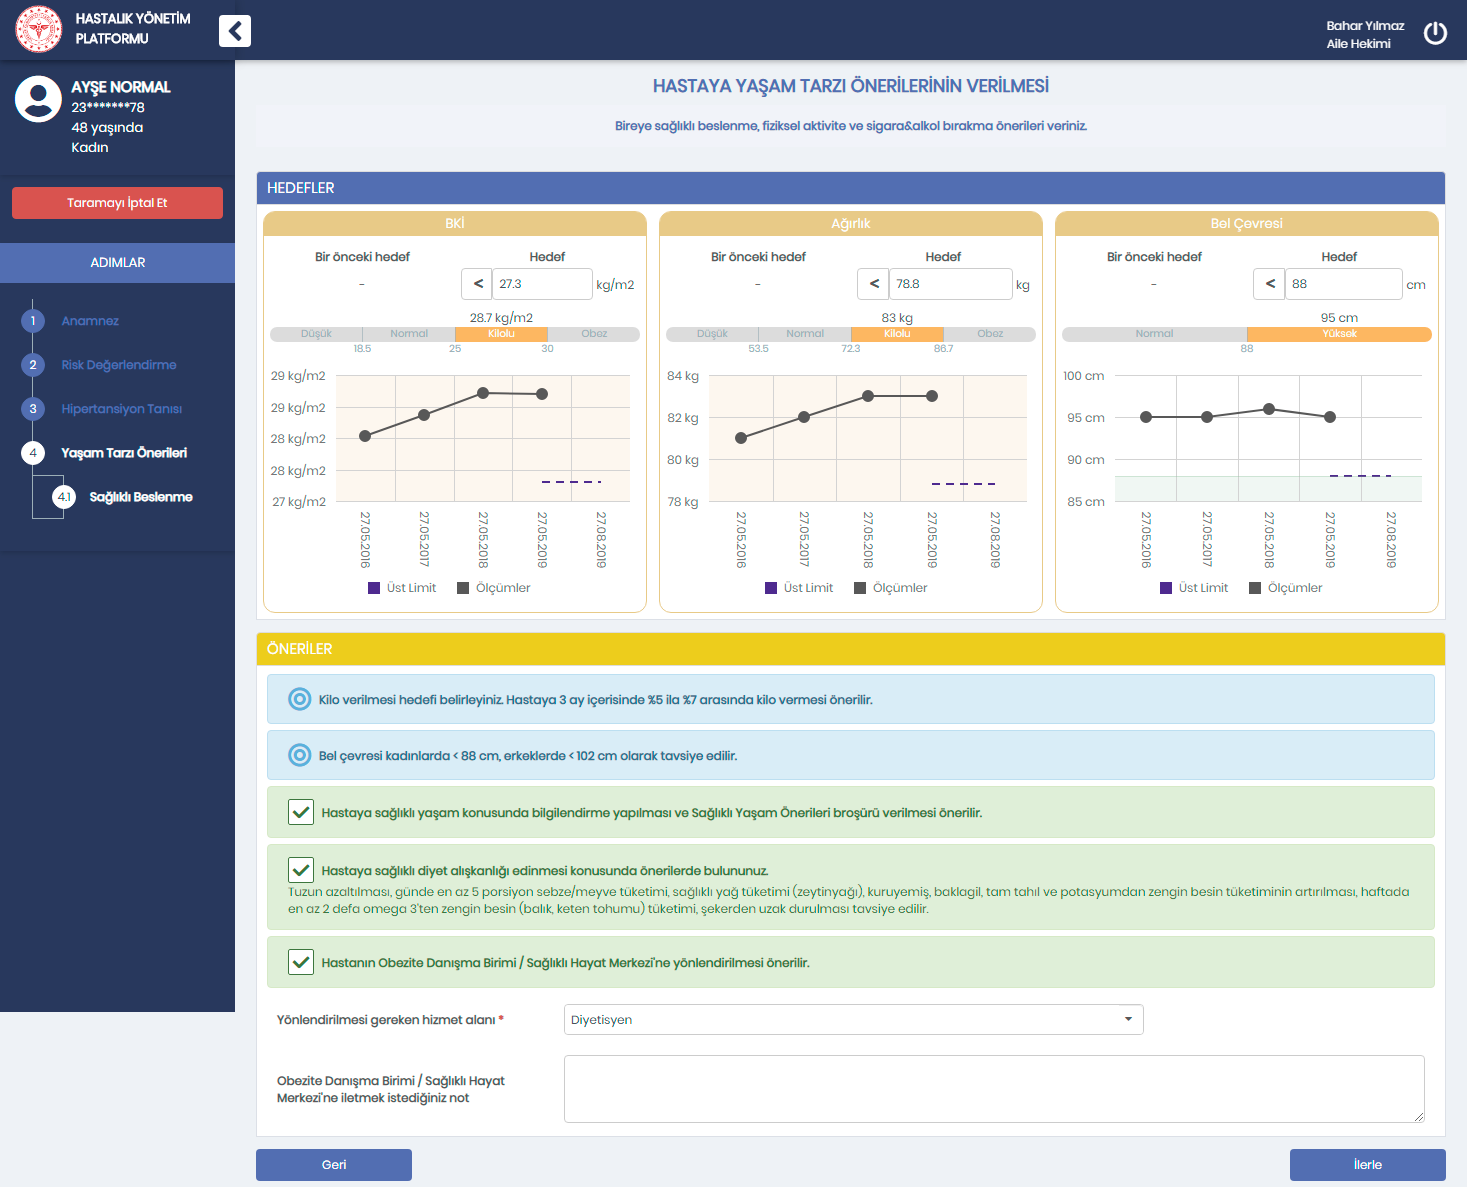 HASTALIK YÖNETİM
PLATFORMU
Bahar Yılmaz
Aile Hekimi
AYŞE NORMAL
23*******78
48 yaşında
Kadın
Taramayı İptal Et
ADIMLAR
1 Anamnez
2 Risk Değerlendirme
3 Hipertansiyon Tanısı
4 Yaşam Tarzı Önerileri
4.1 Sağlıklı Beslenme
HASTAYA YAŞAM TARZI ÖNERİLERİNİN VERİLMESİ
Bireye sağlıklı beslenme, fiziksel aktivite ve sigara&alkol bırakma önerileri veriniz.
HEDEFLER
BKİ
Bir önceki hedef Hedef
- < 27.3 kg/m2
28.7 kg/m2
Düşük Normal Kilolu Obez
18.5 25 30
29 kg/m2
29 kg/m2
28 kg/m2
28 kg/m2
27 kg/m2
27.05.2016 27.05.2017 27.05.2018 27.05.2019 27.08.2019
Üst Limit Ölçümler
Ağırlık
Bir önceki hedef Hedef
- < 78.8 kg
83 kg
Düşük Normal Kilolu Obez
53.5 72.3 86.7
84 kg
82 kg
80 kg
78 kg
27.05.2016 27.05.2017 27.05.2018 27.05.2019 27.08.2019
Üst Limit Ölçümler
Bel Çevresi
Bir önceki hedef Hedef
- < 88 cm
95 cm
Normal Yüksek
88
100 cm
95 cm
90 cm
85 cm
27.05.2016 27.05.2017 27.05.2018 27.05.2019 27.08.2019
Üst Limit Ölçümler
ÖNERİLER
Kilo verilmesi hedefi belirleyiniz. Hastaya 3 ay içerisinde %5 ila %7 arasında kilo vermesi önerilir.
Bel çevresi kadınlarda < 88 cm, erkeklerde < 102 cm olarak tavsiye edilir.
Hastaya sağlıklı yaşam konusunda bilgilendirme yapılması ve Sağlıklı Yaşam Önerileri broşürü verilmesi önerilir.
Hastaya sağlıklı diyet alışkanlığı edinmesi konusunda önerilerde bulununuz.
Tuzun azaltılması, günde en az 5 porsiyon sebze/meyve tüketimi, sağlıklı yağ tüketimi (zeytinyağı), kuruyemiş, baklagil, tam tahıl ve potasyumdan zengin besin tüketiminin artırılması, haftada
en az 2 defa omega 3'ten zengin besin (balık, keten tohumu) tüketimi, şekerden uzak durulması tavsiye edilir.
Hastanın Obezite Danışma Birimi / Sağlıklı Hayat Merkezi'ne yönlendirilmesi önerilir.
Yönlendirilmesi gereken hizmet alanı * Diyetisyen
Obezite Danışma Birimi / Sağlıklı Hayat
Merkezi'ne iletmek istediğiniz not
Geri İlerle